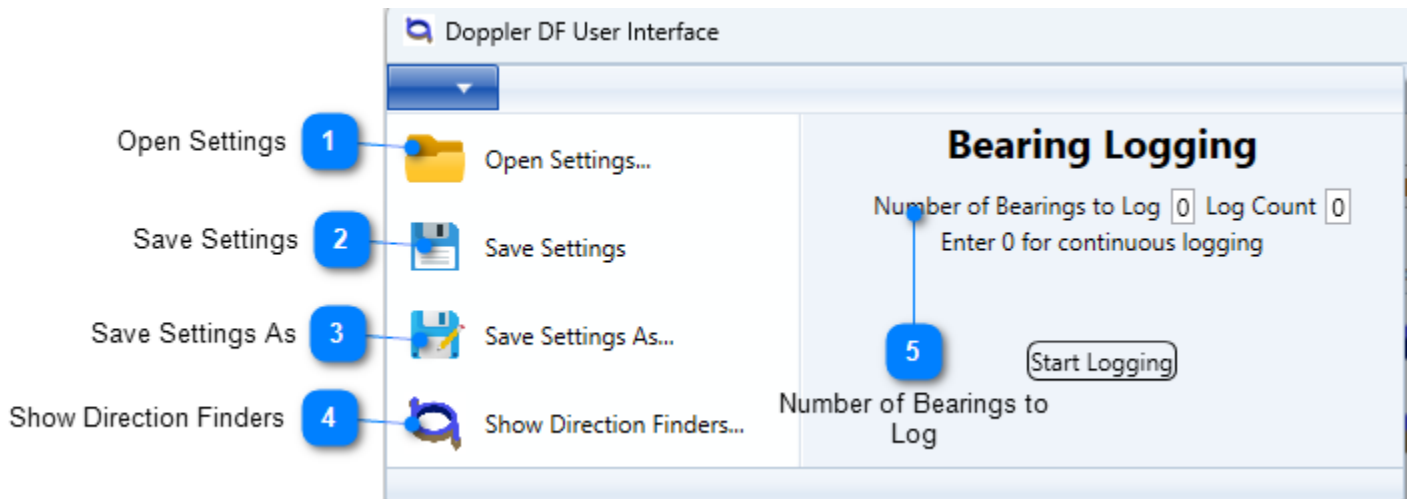 Doppler DF User Interface
Open Settings
1
Open Settings...
Save Settings
2
Save Settings
Save Settings As
3
Save Settings As...
Show Direction Finders
4
Show Direction Finders...
Bearing Logging
Number of Bearings to Log 0 Log Count 0
Enter 0 for continuous logging
Start Logging
5
Number of Bearings to
Log